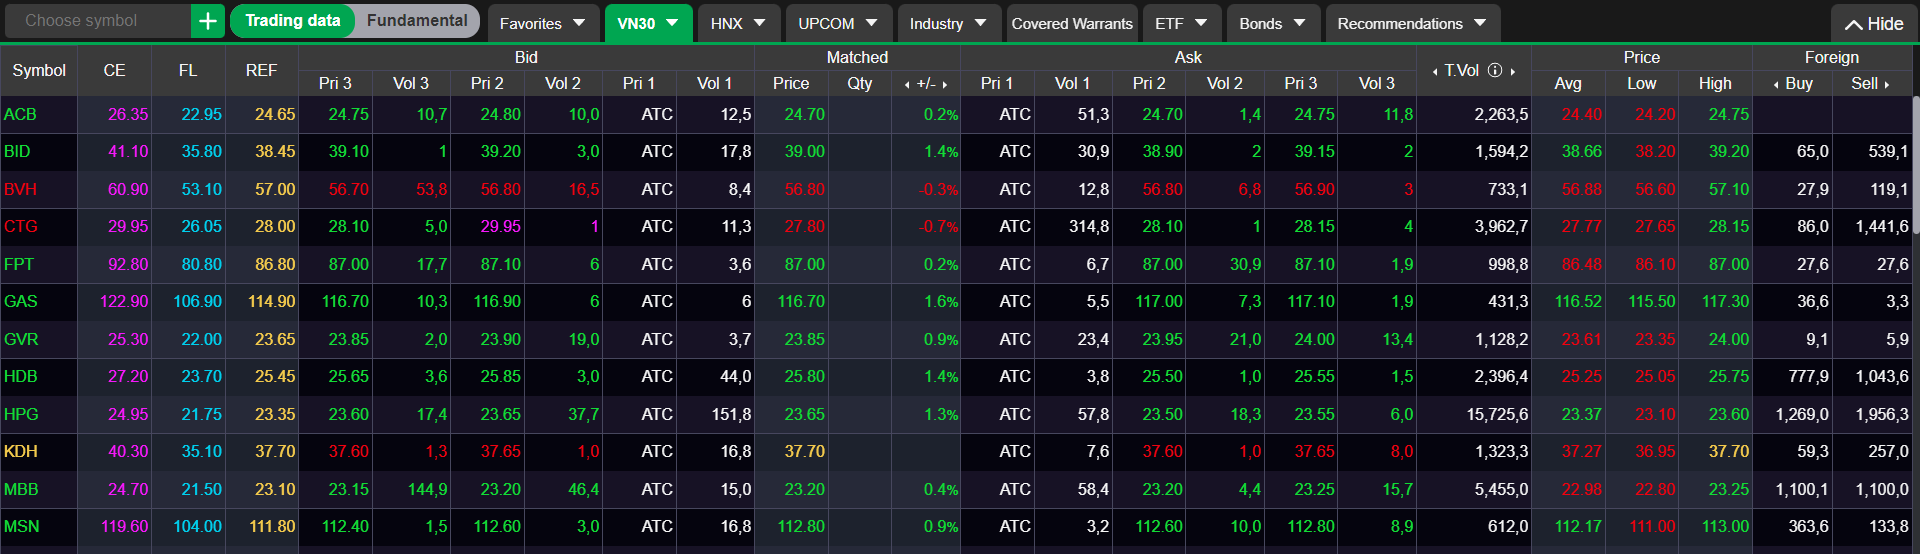 Choose symbol + Trading data Fundamental Favorites VN30 HNX UPCOM Industry Covered Warrants ETF Bonds Recommendations Hide
Symbol CE FL REF Bid Matched Ask T.Vol Price Foreign
Pri 3 Vol 3 Pri 2 Vol 2 Pri 1 Vol 1 Price Qty +/- Pri 1 Vol 1 Pri 2 Vol 2 Pri 3 Vol 3 Avg Low High Buy Sell
ACB 26.35 22.95 24.65 24.75 10,7 24.80 10,0 ATC 12,5 24.70 0.2% ATC 51,3 24.70 1,4 24.75 11,8 2,263,5 24.40 24.20 24.75
BID 41.10 35.80 38.45 39.10 1 39.20 3,0 ATC 17,8 39.00 1.4% ATC 30,9 38.90 2 39.15 2 1,594,2 38.66 38.20 39.20 65,0 539,1
BVH 60.90 53.10 57.00 56.70 53,8 56.80 16,5 ATC 8,4 56.80 -0.3% ATC 12,8 56.80 6,8 56.90 3 733,1 56.88 56.60 57.10 27,9 119,1
CTG 29.95 26.05 28.00 28.10 5,0 29.95 1 ATC 11,3 27.80 -0.7% ATC 314,8 28.10 1 28.15 4 3,962,7 27.77 27.65 28.15 86,0 1,441,6
FPT 92.80 80.80 86.80 87.00 17,7 87.10 6 ATC 3,6 87.00 0.2% ATC 6,7 87.00 30,9 87.10 1,9 998,8 86.48 86.10 87.00 27,6 27,6
GAS 122.90 106.90 114.90 116.70 10,3 116.90 6 ATC 6 116.70 1.6% ATC 5,5 117.00 7,3 117.10 1,9 431,3 116.52 115.50 117.30 36,6 3,3
GVR 25.30 22.00 23.65 23.85 2,0 23.90 19,0 ATC 3,7 23.85 0.9% ATC 23,4 23.95 21,0 24.00 13,4 1,128,2 23.61 23.35 24.00 9,1 5,9
HDB 27.20 23.70 25.45 25.65 3,6 25.85 3,0 ATC 44,0 25.80 1.4% ATC 3,8 25.50 1,0 25.55 1,5 2,396,4 25.25 25.05 25.75 777,9 1,043,6
HPG 24.95 21.75 23.35 23.60 17,4 23.65 37,7 ATC 151,8 23.65 1.3% ATC 57,8 23.50 18,3 23.55 6,0 15,725,6 23.37 23.10 23.60 1,269,0 1,956,3
KDH 40.30 35.10 37.70 37.60 1,3 37.65 1,0 ATC 16,8 37.70 ATC 7,6 37.60 1,0 37.65 8,0 1,323,3 37.27 36.95 37.70 59,3 257,0
MBB 24.70 21.50 23.10 23.15 144,9 23.20 46,4 ATC 15,0 23.20 0.4% ATC 58,4 23.20 4,4 23.25 15,7 5,455,0 22.98 22.80 23.25 1,100,1 1,100,0
MSN 119.60 104.00 111.80 112.40 1,5 112.60 3,0 ATC 16,8 112.80 0.9% ATC 3,2 112.60 10,0 112.80 8,9 612,0 112.17 111.00 113.00 363,6 133,8